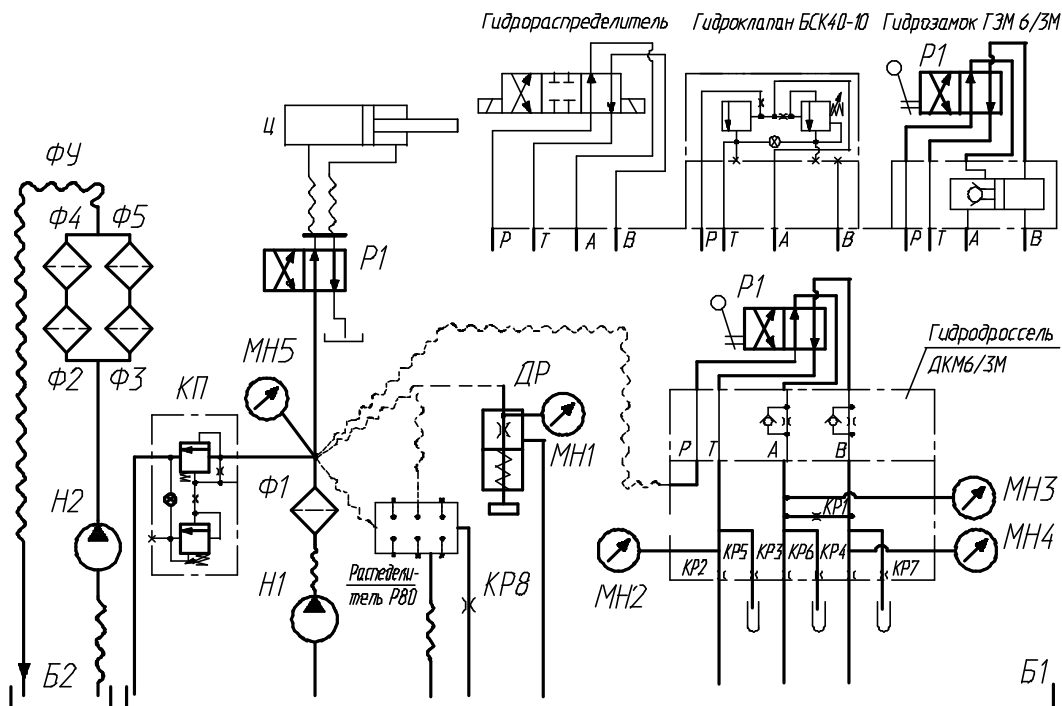 Гидрораспределитель
Гидроклапан БСК40-10
Гидрозамок ГЗМ 6/3М
Р1
Ц
ФУ
Ф4
Ф5
Р
Т
А
В
Р
Т
А
В
Р
Т
А
В
Р1
Р1
Гидродроссель
ДКМ6/3М
МН5
Ф2
Ф3
КП
ДР
МН1
Р
Т
А
В
Ф1
Н2
МН3
КР1
МН4
Распедели-
тель Р80
КР8
Н1
МН2
КР2
КР5
КР3
КР6
КР4
КР7
Б2
Б1